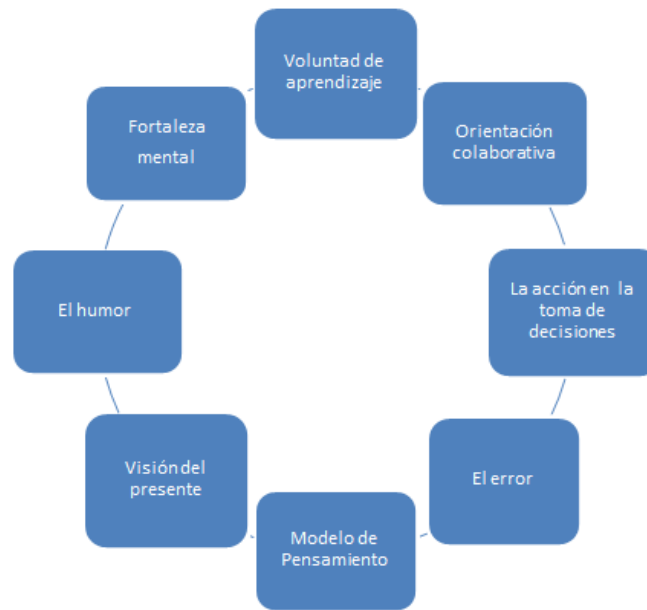 Voluntad de
aprendizaje
Orientación
colaborativa
La acción en la
toma de
decisiones
El error
Modelo de
Pensamiento
Visión del
presente
El humor
Fortaleza
mental